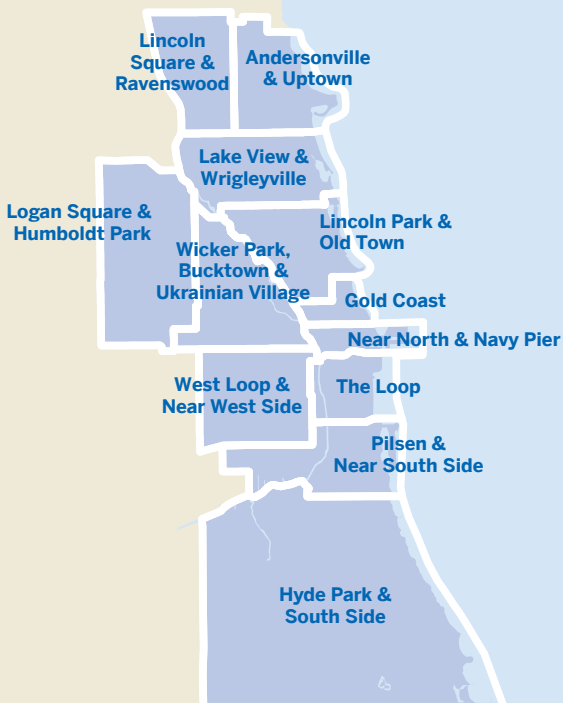 Lincoln
Square &
Ravenswood
Andersonville
& Uptown
Lake View &
Wrigleyville
Logan Square &
Humboldt Park
Lincoln Park &
Old Town
Wicker Park,
Bucktown &
Ukrainian Village
Gold Coast
Near North & Navy Pier
West Loop &
Near West Side
The Loop
Pilsen &
Near South Side
Hyde Park &
South Side